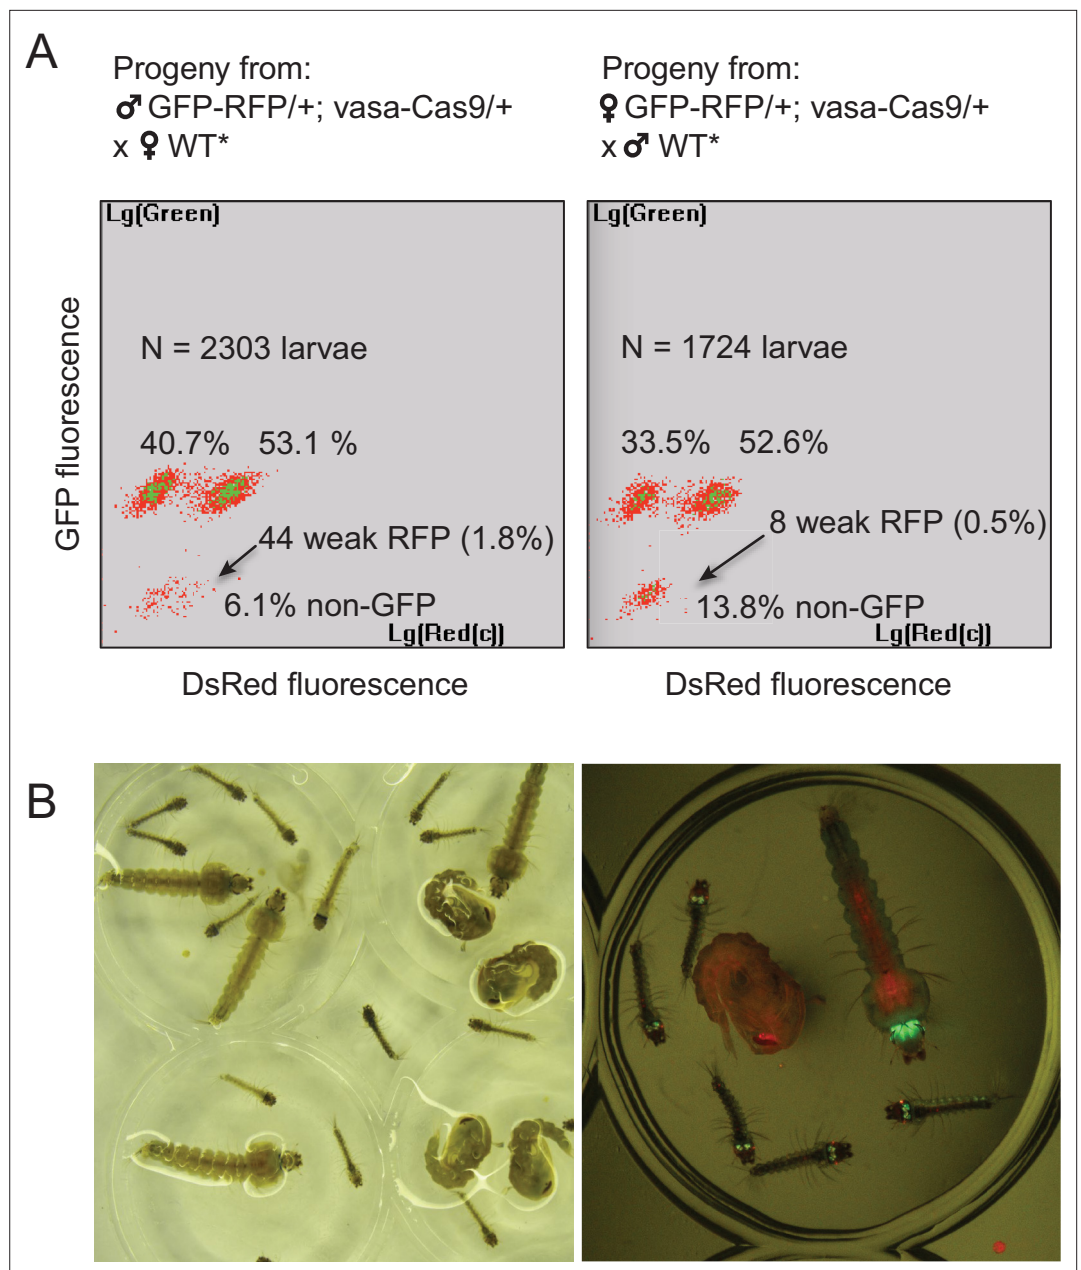 A
Progeny from:
♂ GFP-RFP/+; vasa-Cas9/+
x ♀ WT*
Progeny from:
♀ GFP-RFP/+; vasa-Cas9/+
x ♂ WT*
GFP fluorescence
Lg(Green)
N = 2303 larvae
40.7% 53.1 %
44 weak RFP (1.8%)
6.1% non-GFP
Lg(Red(c))
DsRed fluorescence
Lg(Green)
N = 1724 larvae
33.5% 52.6%
8 weak RFP (0.5%)
13.8% non-GFP
Lg(Red(c))
DsRed fluorescence
B